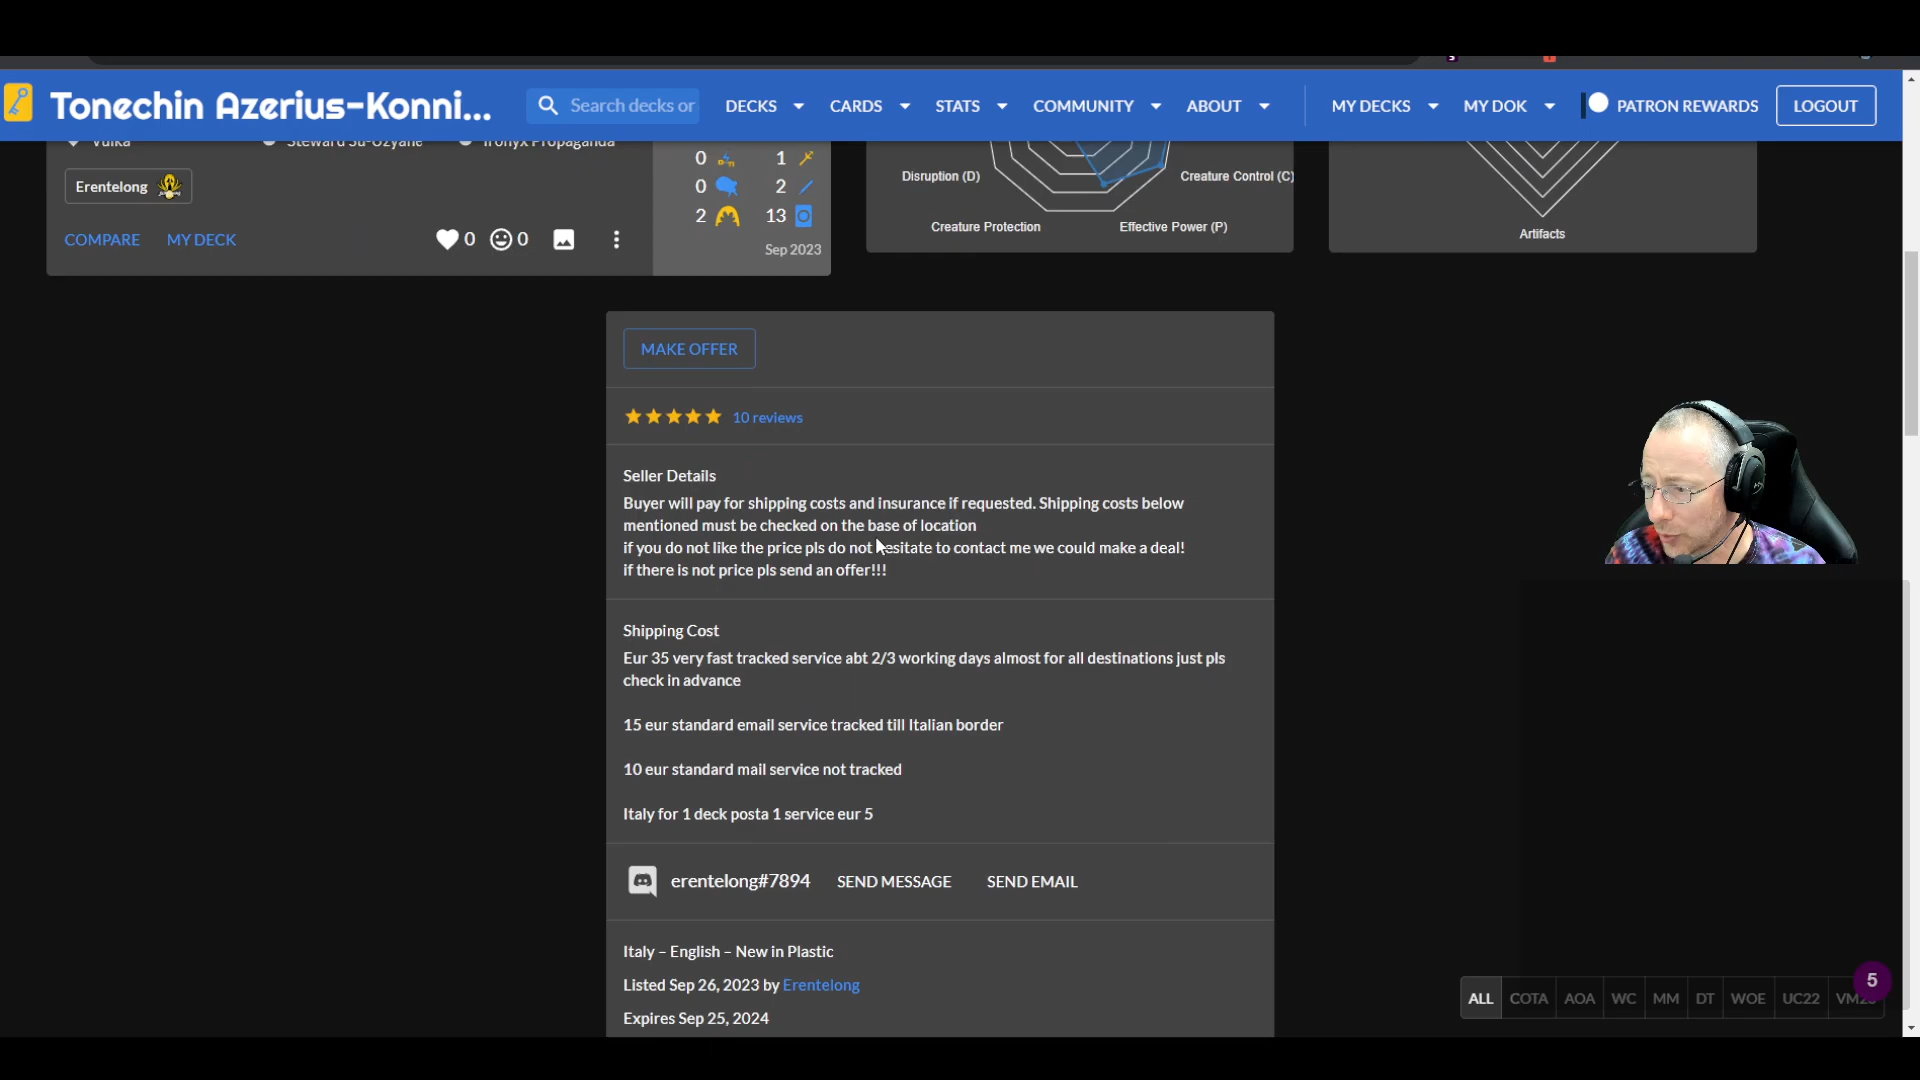 Tonechin Azerius-Konni...
Search decks or
DECKS
CARDS
STATS
COMMUNITY
ABOUT
MY DECKS
MY DOK
PATRON REWARDS
LOGOUT
Vulka
Steward Su-Uzyane
Ironyx Propaganda
0
1
0
2
2
13
Sep 2023
Erentelong
COMPARE
MY DECK
0
0
Disruption (D)
Creature Control (C)
Creature Protection
Effective Power (P)
Artifacts
MAKE OFFER
10 reviews
Seller Details
Buyer will pay for shipping costs and insurance if requested. Shipping costs below
mentioned must be checked on the base of location
if you do not like the price pls do not esitate to contact me we could make a deal!
if there is not price pls send an offer!!!
Shipping Cost
Eur 35 very fast tracked service abt 2/3 working days almost for all destinations just pls
check in advance
15 eur standard email service tracked till Italian border
10 eur standard mail service not tracked
Italy for 1 deck posta 1 service eur 5
erentelong#7894
SEND MESSAGE
SEND EMAIL
Italy – English – New in Plastic
Listed Sep 26, 2023 by Erentelong
Expires Sep 25, 2024
5
ALL
COTA
AOA
WC
MM
DT
WOE
UC22